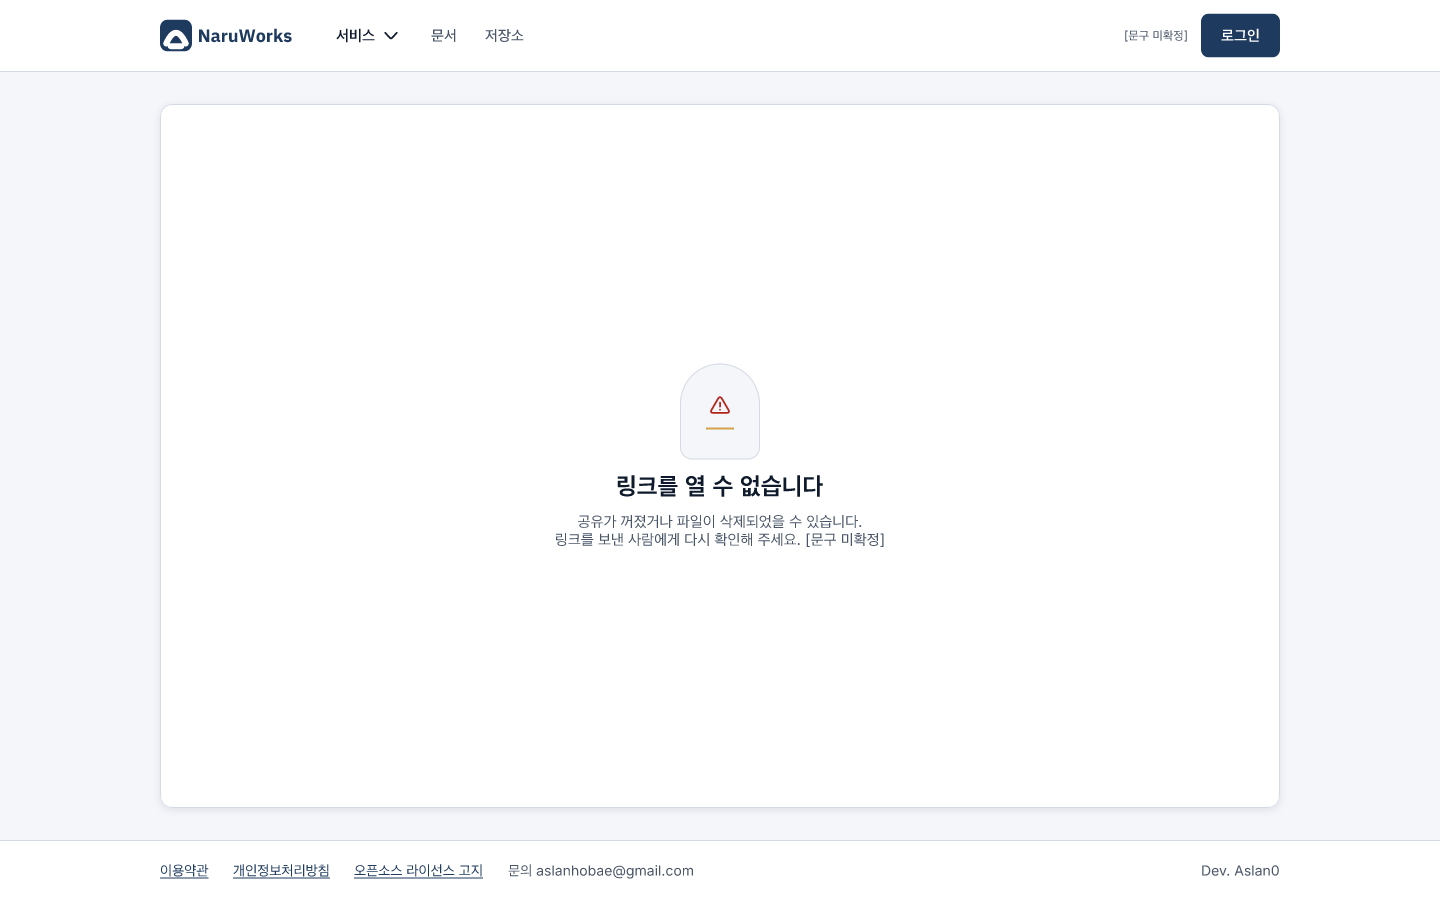 NaruWorks
서비스
문서
저장소
[문구 미확정]
로그인
링크를 열 수 없습니다
공유가 꺼졌거나 파일이 삭제되었을 수 있습니다.
링크를 보낸 사람에게 다시 확인해 주세요. [문구 미확정]
이용약관
개인정보처리방침
오픈소스 라이선스 고지
문의 aslanhobae@gmail.com
Dev. Aslan0